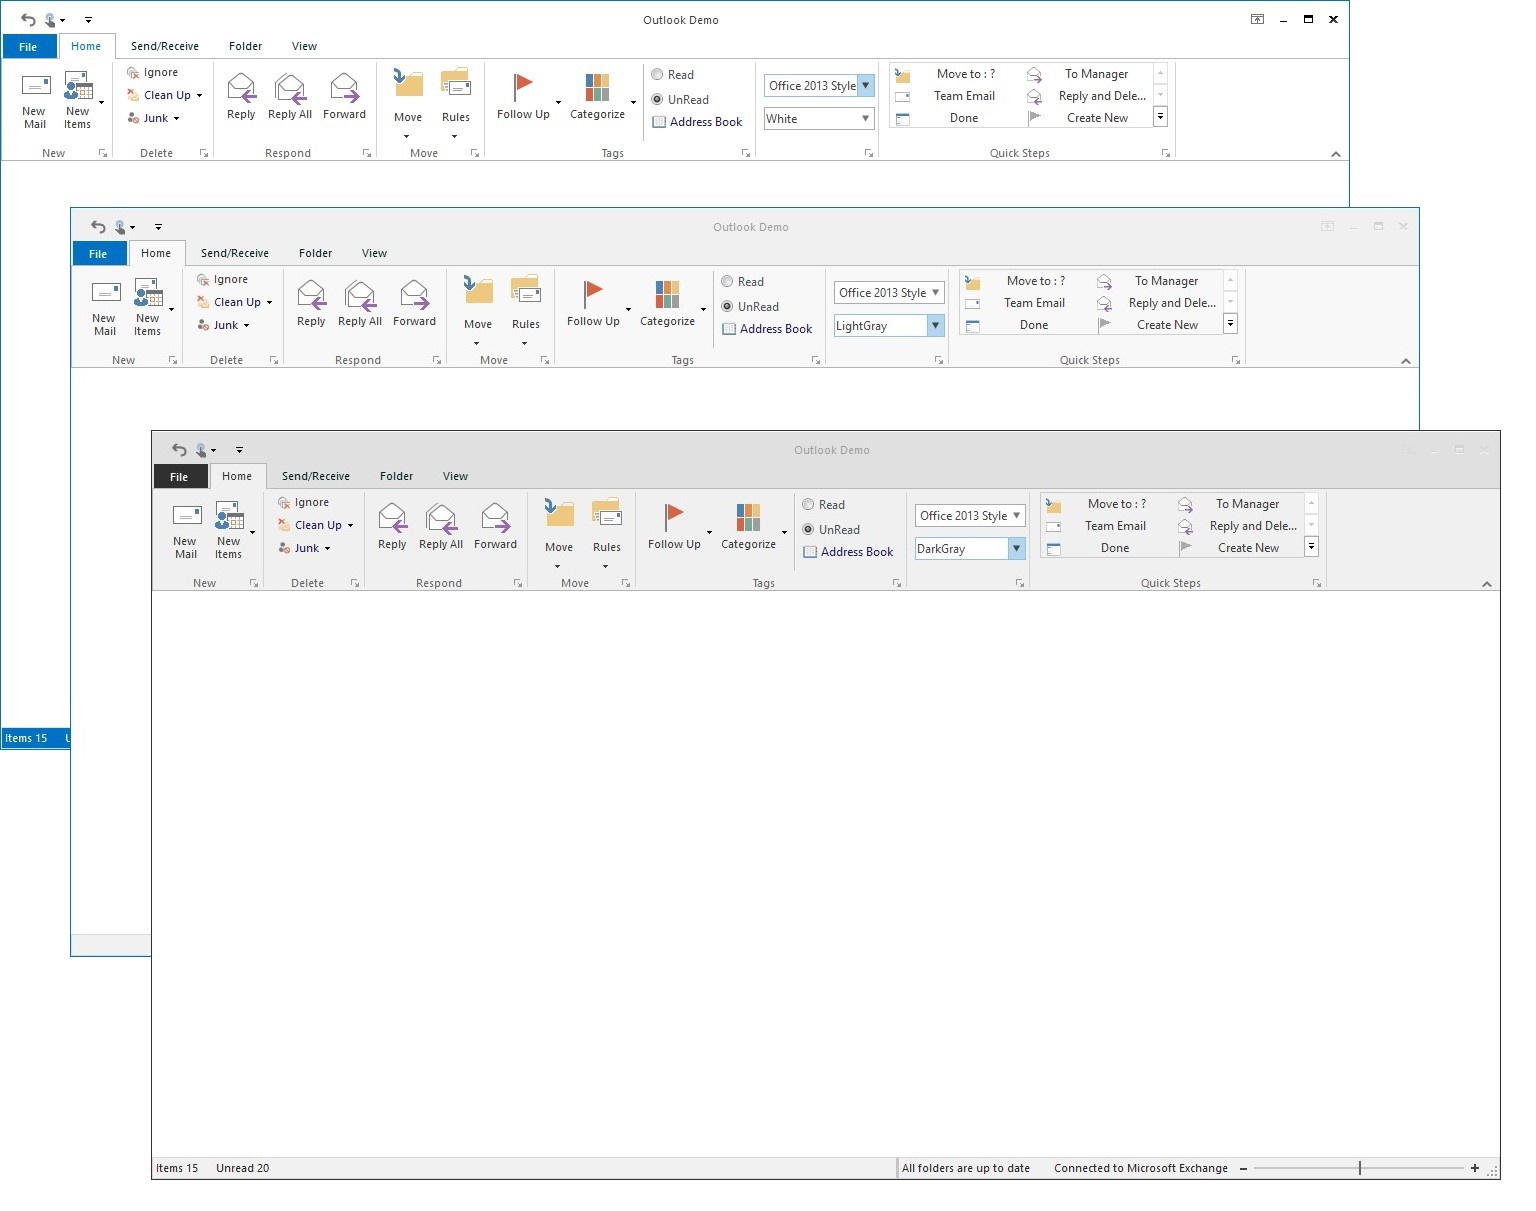 Outlook Demo
File Home Send/Receive Folder View
Ignore Read Move to : ? To Manager
Office 2013 Style
Clean Up UnRead Team Email Reply and Dele...
New Mail New Items Reply Reply All Forward Move Rules Follow Up Categorize
Junk Address Book White Done Create New
New Delete Respond Move Tags Quick Steps
Outlook Demo
File Home Send/Receive Folder View
Ignore Read Move to : ? To Manager
Office 2013 Style
Clean Up UnRead Team Email Reply and Dele...
New Mail New Items Reply Reply All Forward Move Rules Follow Up Categorize
Junk Address Book LightGray Done Create New
New Delete Respond Move Tags Quick Steps
Outlook Demo
File Home Send/Receive Folder View
Ignore Read Move to : ? To Manager
Office 2013 Style
Clean Up UnRead Team Email Reply and Dele...
New Mail New Items Reply Reply All Forward Move Rules Follow Up Categorize
Junk Address Book DarkGray Done Create New
New Delete Respond Move Tags Quick Steps
Items 15 U
Items 15 Unread 20 All folders are up to date Connected to Microsoft Exchange